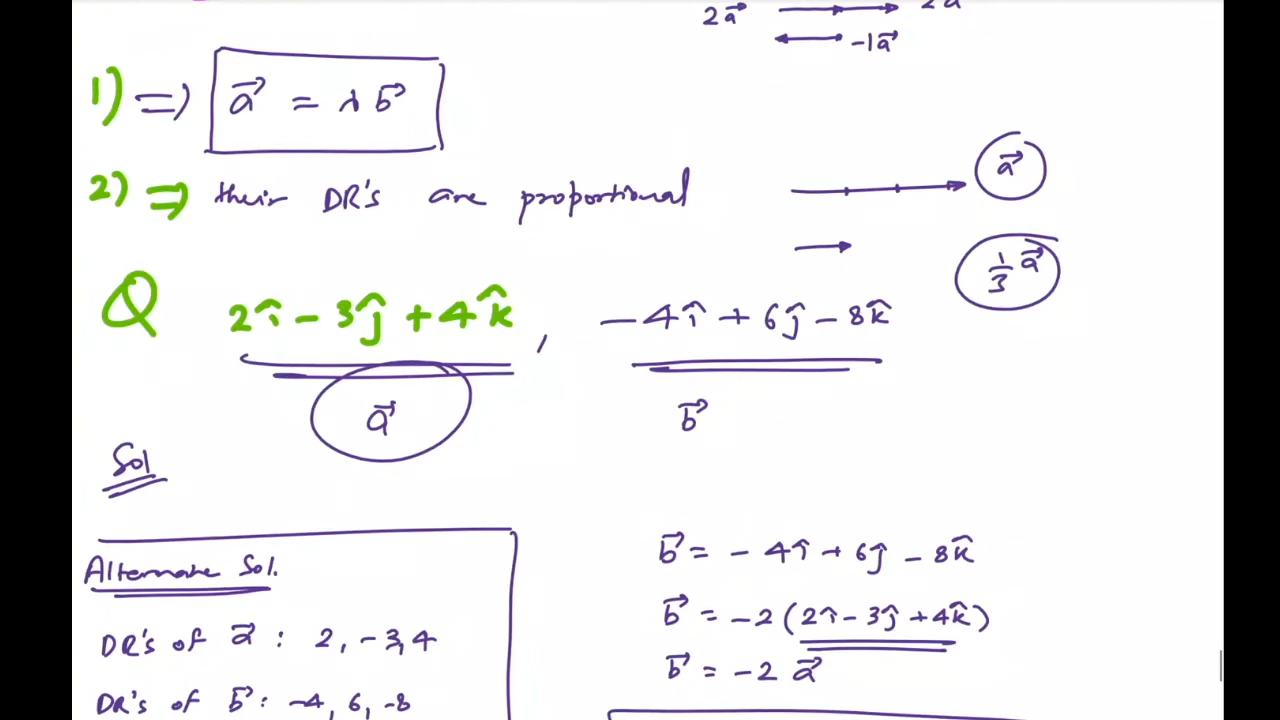 2a⃗ 2a⃗
-1a⃗
1) ⇒ a⃗ = λb⃗
2) ⇒ their DR's are proportional
a⃗
1/3 a⃗
Q 2î - 3ĵ + 4k̂ , - 4î + 6ĵ - 8k̂
a⃗ b⃗
Sol
Alternate Sol.
DR's of a⃗ : 2, -3, 4
DR's of b⃗ : -4, 6, -8
b⃗ = - 4î + 6ĵ - 8k̂
b⃗ = -2 (2î - 3ĵ + 4k̂)
b⃗ = -2 a⃗